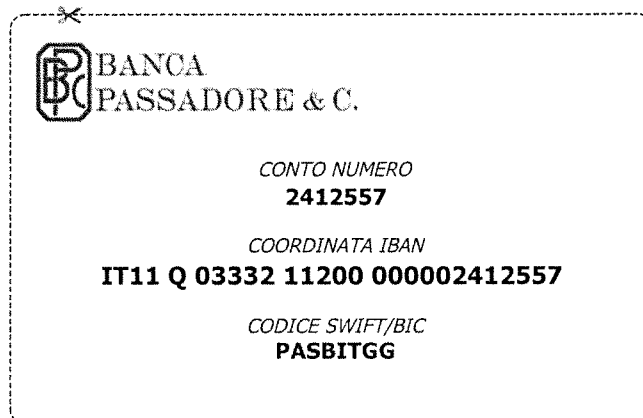 BANCA
PASSADORE & C.
CONTO NUMERO
2412557
COORDINATA IBAN
IT11 Q 03332 11200 000002412557
CODICE SWIFT/BIC
PASBITGG